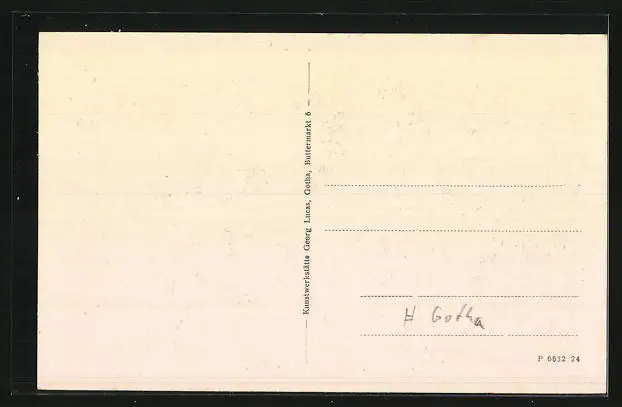 Kunstwerkstätte Georg Lucas, Gotha, Buttermarkt 6
# Gotha
P 6632 24